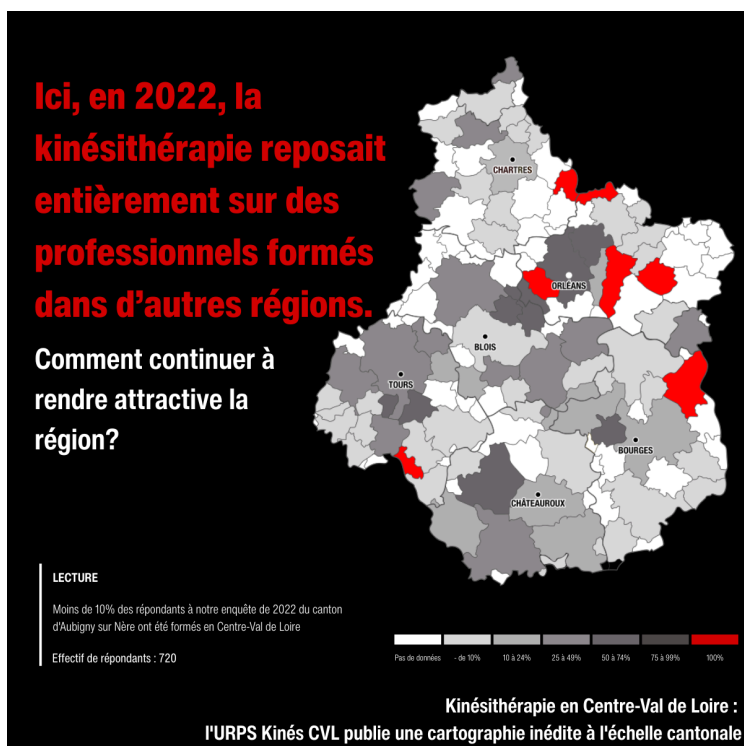 Ici, en 2022, la
kinésithérapie reposait
entièrement sur des
professionnels formés
dans d'autres régions.
Comment continuer à
rendre attractive la
région?
CHARTRES
ORLÉANS
BLOIS
TOURS
BOURGES
CHÂTEAUROUX
LECTURE
Moins de 10% des répondants à notre enquête de 2022 du canton
d'Aubigny sur Nère ont été formés en Centre-Val de Loire
Effectif de répondants : 720
Pas de données - de 10% 10 à 24% 25 à 49% 50 à 74% 75 à 99% 100%
Kinésithérapie en Centre-Val de Loire :
l'URPS Kinés CVL publie une cartographie inédite à l'échelle cantonale